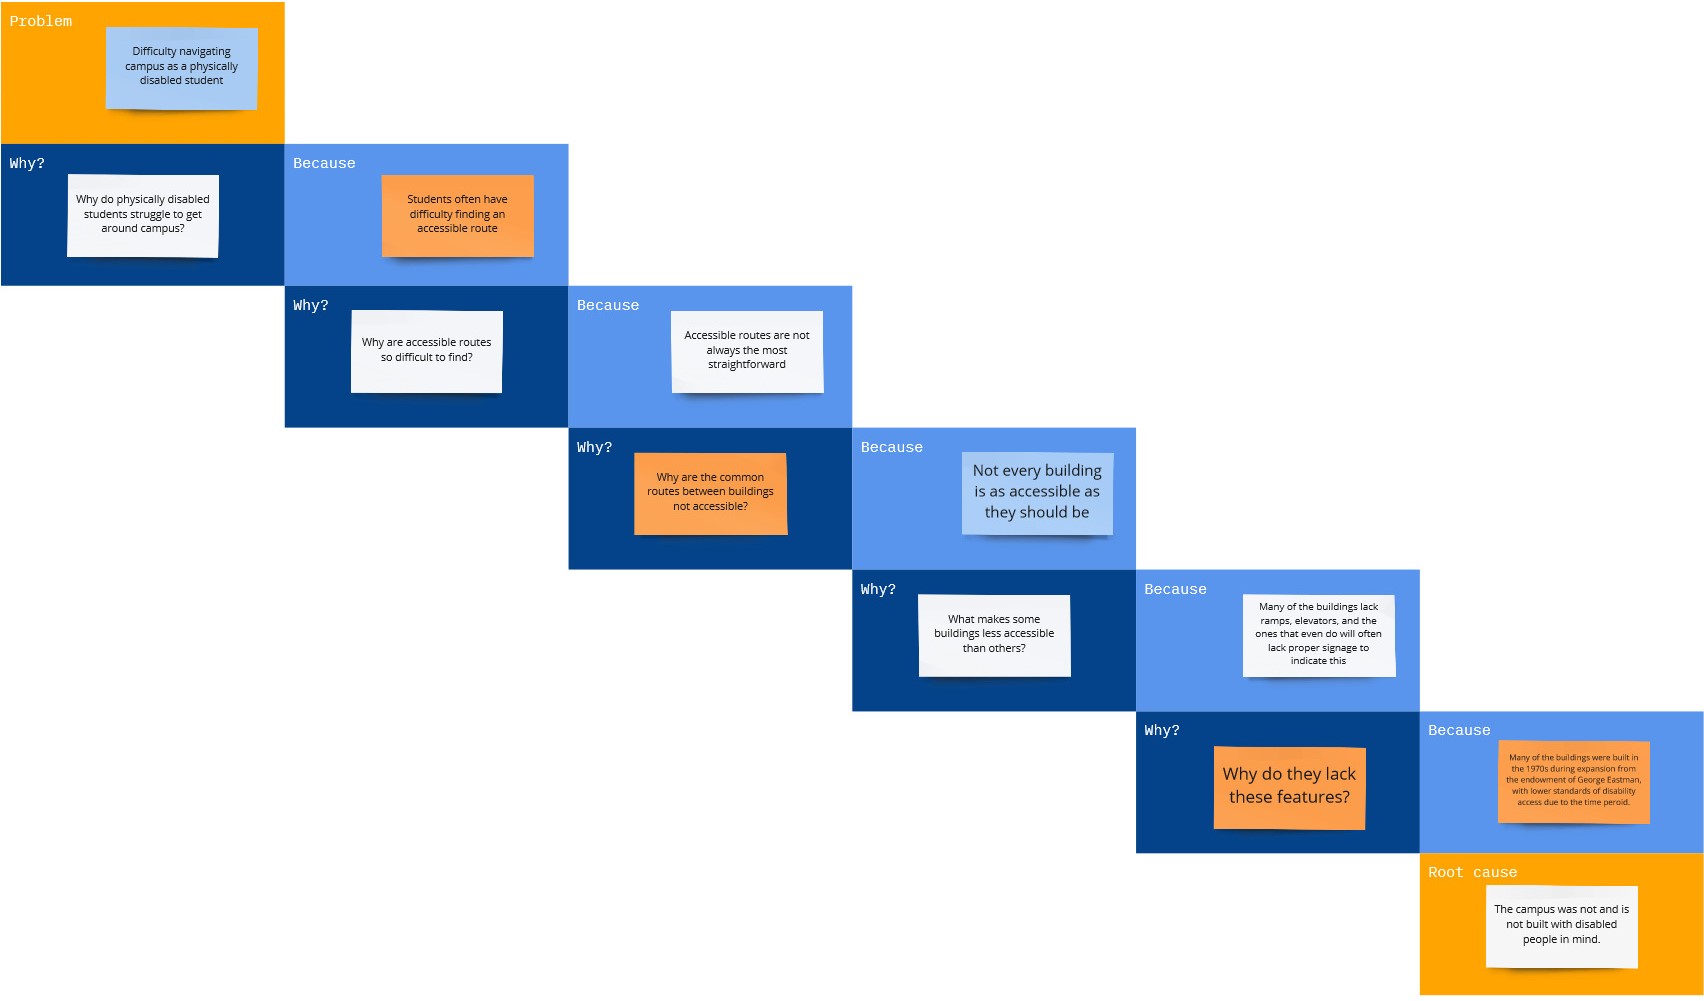 Problem
Difficulty navigating
campus as a physically
disabled student
Why?
Why do physically disabled
students struggle to get
around campus?
Because
Students often have
difficulty finding an
accessible route
Why?
Why are accessible routes
so difficult to find?
Because
Accessible routes are not
always the most
straightforward
Why?
Why are the common
routes between buildings
not accessible?
Because
Not every building
is as accessible as
they should be
Why?
What makes some
buildings less accessible
than others?
Because
Many of the buildings lack
ramps, elevators, and the
ones that even do will often
lack proper signage to
indicate this
Why?
Why do they lack
these features?
Because
Many of the buildings were built in
the 1970s during expansion from
the endowment of George Eastman,
with lower standards of disability
access due to the time peroid.
Root cause
The campus was not and is
not built with disabled
people in mind.